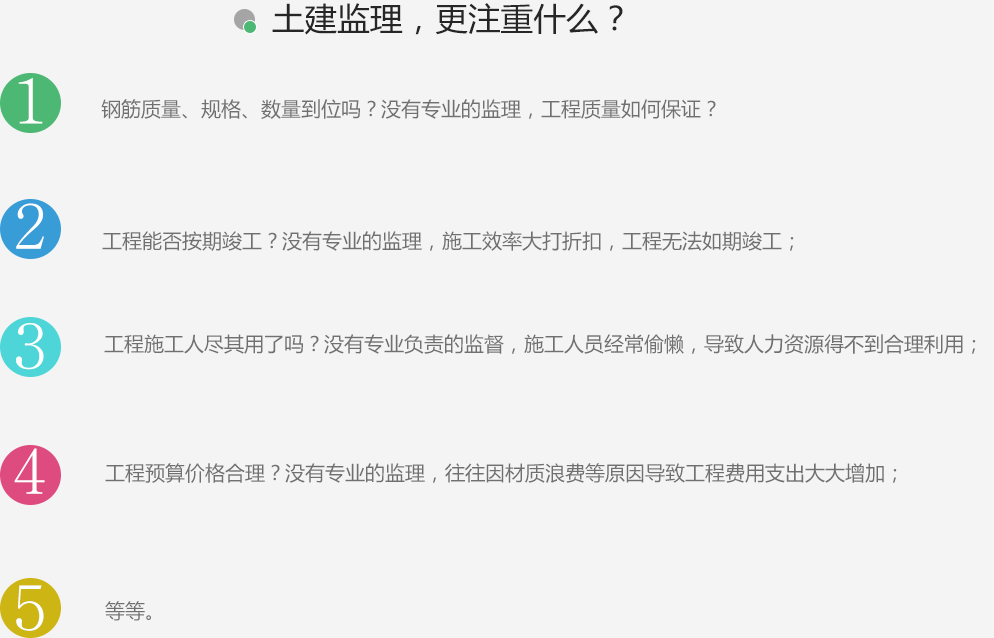 土建监理，更注重什么？
1
钢筋质量、规格、数量到位吗？没有专业的监理，工程质量如何保证？
2
工程能否按期竣工？没有专业的监理，施工效率大打折扣，工程无法如期竣工；
3
工程施工人尽其用了吗？没有专业负责的监督，施工人员经常偷懒，导致人力资源得不到合理利用；
4
工程预算价格合理？没有专业的监理，往往因材质浪费等原因导致工程费用支出大大增加；
5
等等。